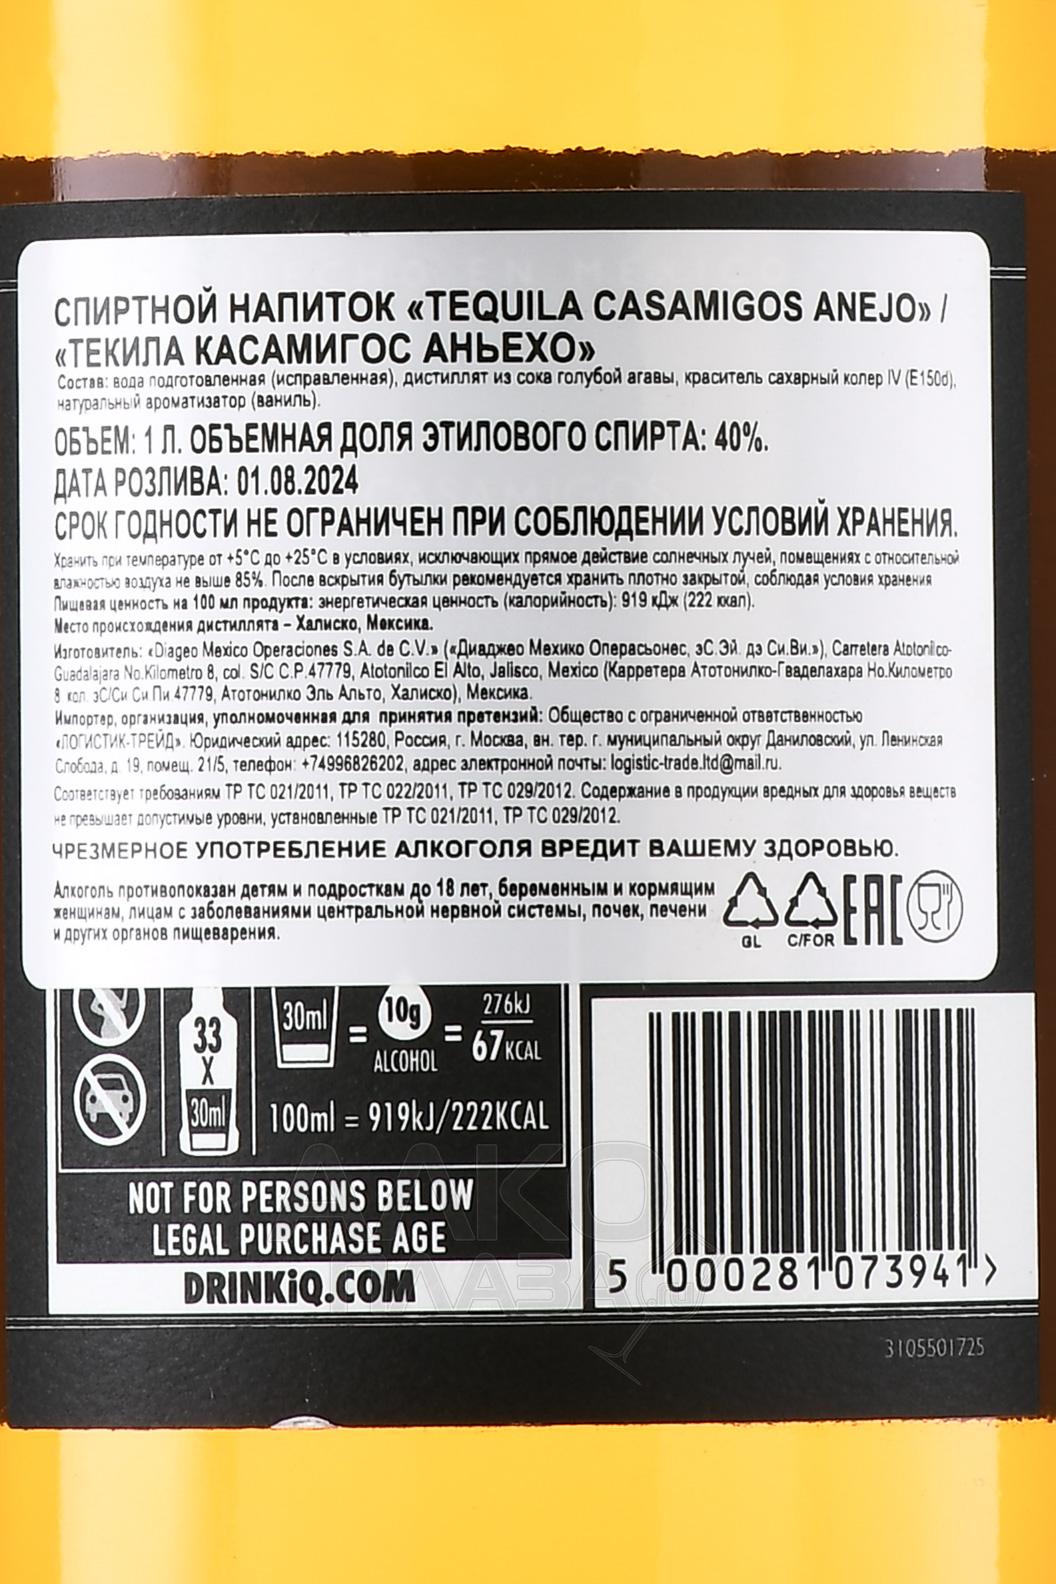 СПИРТНОЙ НАПИТОК «TEQUILA CASAMIGOS ANEJO» /
«ТЕКИЛА КАСАМИГОС АНЬЕХО»
Состав: вода подготовленная (исправленная), дистиллят из сока голубой агавы, краситель сахарный колер IV (E150d),
натуральный ароматизатор (ваниль).
ОБЪЕМ: 1 Л. ОБЪЕМНАЯ ДОЛЯ ЭТИЛОВОГО СПИРТА: 40%.
ДАТА РОЗЛИВА: 01.08.2024
СРОК ГОДНОСТИ НЕ ОГРАНИЧЕН ПРИ СОБЛЮДЕНИИ УСЛОВИЙ ХРАНЕНИЯ.
Хранить при температуре от +5°С до +25°С в условиях, исключающих прямое действие солнечных лучей, помещениях с относительной
влажностью воздуха не выше 85%. После вскрытия бутылки рекомендуется хранить плотно закрытой, соблюдая условия хранения
Пищевая ценность на 100 мл продукта: энергетическая ценность (калорийность): 919 кДж (222 ккал).
Место происхождения дистиллята – Халиско, Мексика.
Изготовитель: «Diageo Mexico Operaciones S.A. de C.V.» («Диаджео Мехико Операсьонес, эС.Эй. дэ Си.Ви.»), Carretera Atotonilco-
Guadalajara No.Kilometro 8, col. S/C C.P.47779, Atotonilco El Alto, Jalisco, Mexico (Карретера Атотонилко-Гваделахара Но.Километро
8 кол. эС/Си Си.Пи 47779, Атотонилко Эль Альто, Халиско), Мексика.
Импортер, организация, уполномоченная для принятия претензий: Общество с ограниченной ответственностью
«ЛОГИСТИК-ТРЕЙД». Юридический адрес: 115280, Россия, г. Москва, вн. тер. г. муниципальный округ Даниловский, ул. Ленинская
Слобода, д. 19, помещ. 21/5, телефон: +74996826202, адрес электронной почты: logistic-trade.ltd@mail.ru.
Соответствует требованиям ТР ТС 021/2011, ТР ТС 022/2011, ТР ТС 029/2012. Содержание в продукции вредных для здоровья веществ
не превышает допустимые уровни, установленные ТР ТС 021/2011, ТР ТС 029/2012.
ЧРЕЗМЕРНОЕ УПОТРЕБЛЕНИЕ АЛКОГОЛЯ ВРЕДИТ ВАШЕМУ ЗДОРОВЬЮ.
Алкоголь противопоказан детям и подросткам до 18 лет, беременным и кормящим
женщинам, лицам с заболеваниями центральной нервной системы, почек, печени
и других органов пищеварения.
GL C/FOR EAC
33 X 30ml
30ml = 10g ALCOHOL = 276kJ 67KCAL
100ml = 919kJ/222KCAL
NOT FOR PERSONS BELOW
LEGAL PURCHASE AGE
DRINKiQ.COM
5 000281 073941 >
3105501725
АЛКО
ПЛАЗА.ru